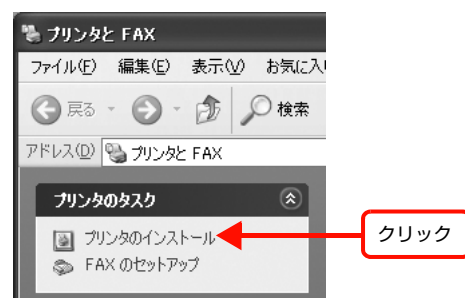 プリンタと FAX
ファイル(F) 編集(E) 表示(V) お気に入
戻る 検索
アドレス(D) プリンタと FAX
プリンタのタスク
プリンタのインストール
クリック
FAX のセットアップ